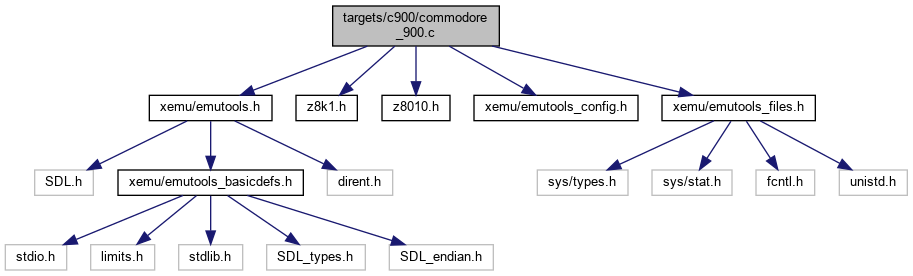 targets/c900/commodore
_900.c
xemu/emutools.h
z8k1.h
z8010.h
xemu/emutools_config.h
xemu/emutools_files.h
SDL.h
xemu/emutools_basicdefs.h
dirent.h
sys/types.h
sys/stat.h
fcntl.h
unistd.h
stdio.h
limits.h
stdlib.h
SDL_types.h
SDL_endian.h